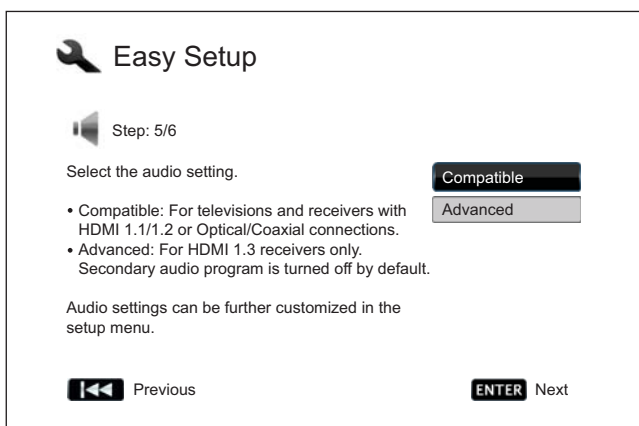 Easy Setup
Step: 5/6
Select the audio setting.
• Compatible: For televisions and receivers with
HDMI 1.1/1.2 or Optical/Coaxial connections.
• Advanced: For HDMI 1.3 receivers only.
Secondary audio program is turned off by default.
Audio settings can be further customized in the
setup menu.
Compatible
Advanced
Previous
ENTER Next